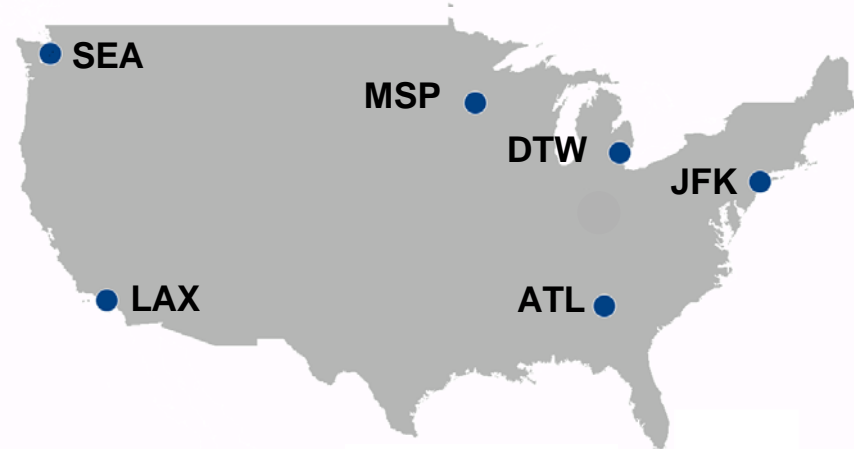 SEA
MSP
DTW
JFK
LAX
ATL